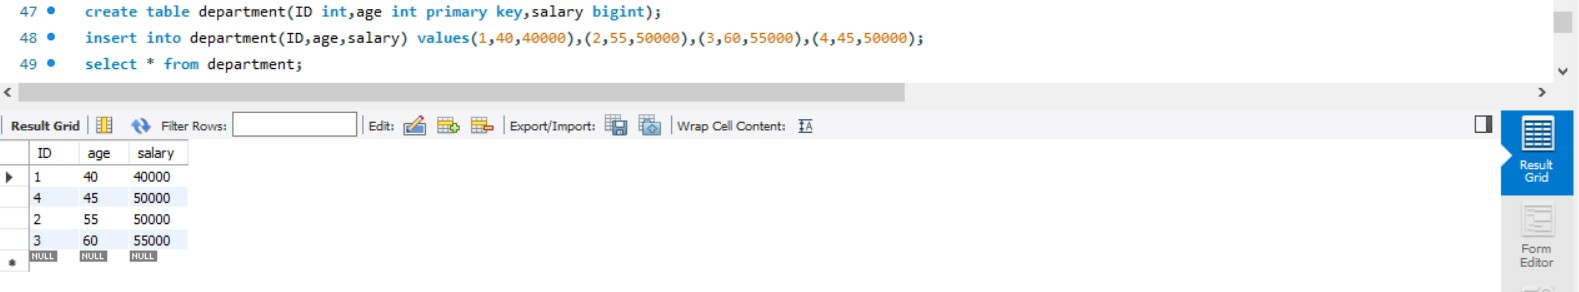 47 create table department(ID int,age int primary key,salary bigint);
48 insert into department(ID,age,salary) values(1,40,40000),(2,55,50000),(3,60,55000),(4,45,50000);
49 select * from department;
Result Grid Filter Rows: Edit: Export/Import: Wrap Cell Content: IA
ID age salary
1 40 40000
4 45 50000
2 55 50000
3 60 55000
NULL NULL NULL
Result
Grid
Form
Editor